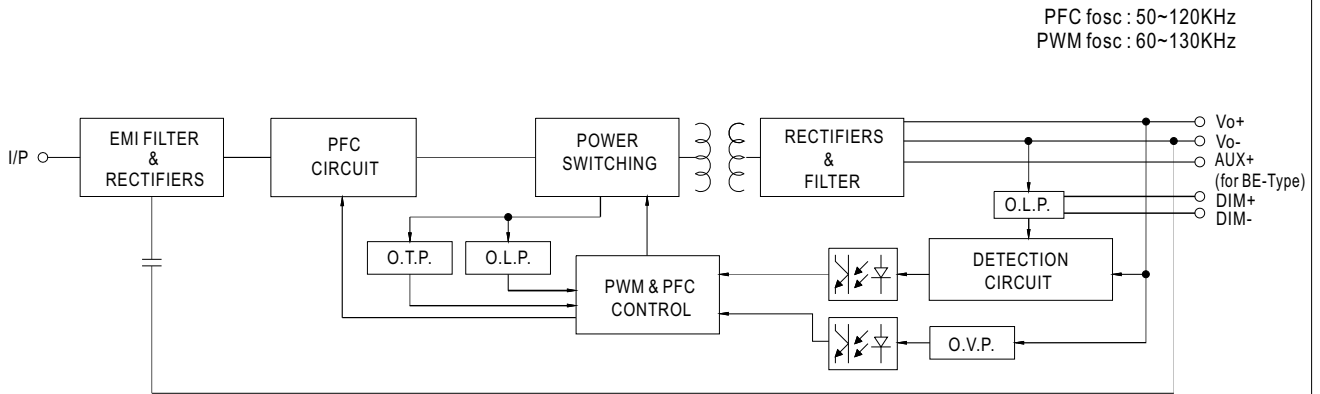 PFC fosc : 50~120KHz
PWM fosc : 60~130KHz
I/P
EMI FILTER
&
RECTIFIERS
PFC
CIRCUIT
POWER
SWITCHING
RECTIFIERS
&
FILTER
Vo+
Vo-
AUX+
(for BE-Type)
DIM+
DIM-
O.L.P.
O.T.P.
O.L.P.
PWM & PFC
CONTROL
DETECTION
CIRCUIT
O.V.P.